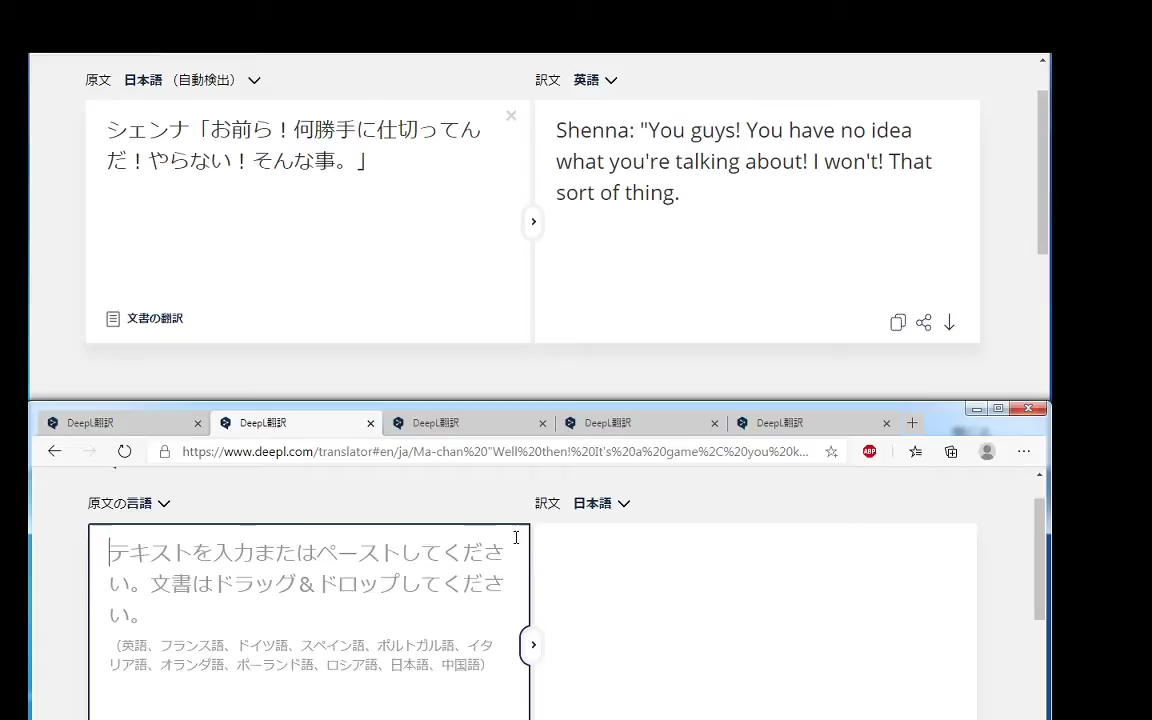 原文 日本語 （自動検出）
訳文 英語
シェンナ「お前ら！何勝手に仕切ってん
だ！やらない！そんな事。」
Shenna: "You guys! You have no idea
what you're talking about! I won't! That
sort of thing.
文書の翻訳
DeepL翻訳
DeepL翻訳
DeepL翻訳
DeepL翻訳
DeepL翻訳
https://www.deepl.com/translator#en/ja/Ma-chan%20"Well%20then!%20It's%20a%20game%2C%20you%20k...
ABP
原文の言語
訳文 日本語
テキストを入力またはペーストしてくださ
い。文書はドラッグ＆ドロップしてくださ
い。
（英語、フランス語、ドイツ語、スペイン語、ポルトガル語、イタ
リア語、オランダ語、ポーランド語、ロシア語、日本語、中国語）